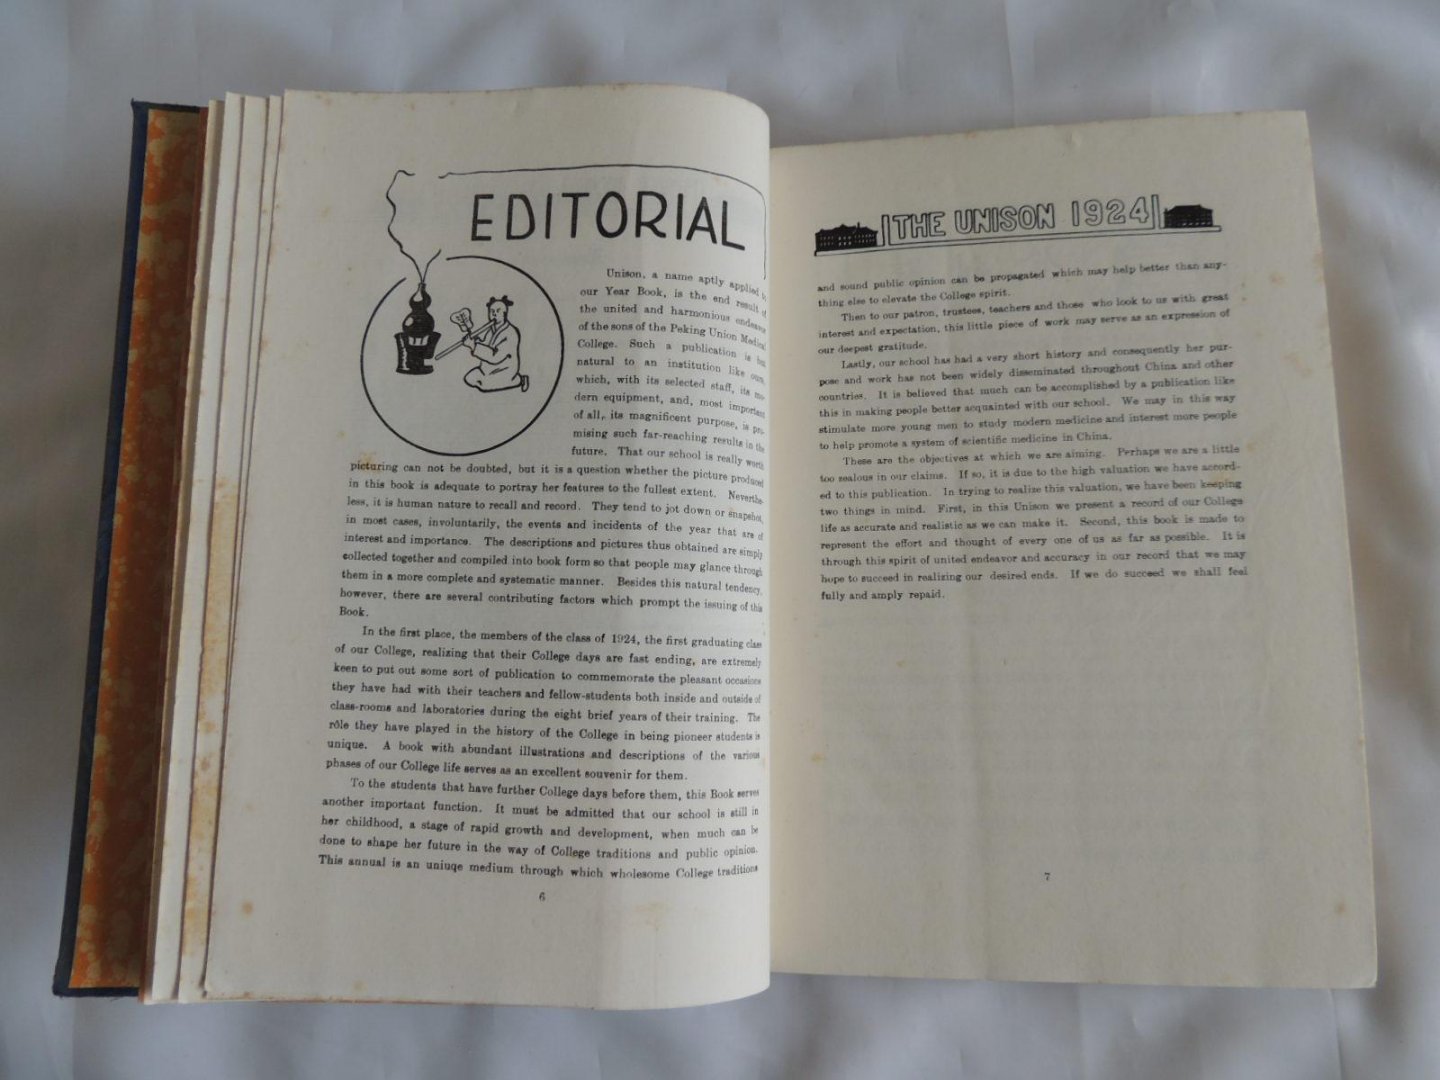 EDITORIAL
Unison, a name aptly applied to
our Year Book, is the end result of
the united and harmonious endeavor
of the sons of the Peking Union Medical
College. Such a publication is but
natural to an institution like ours,
which, with its selected staff, its mo-
dern equipment, and, most important
of all, its magnificent purpose, is pro-
mising such far-reaching results in the
future. That our school is really worth
picturing can not be doubted, but it is a question whether the picture produced
in this book is adequate to portray her features to the fullest extent. Neverthe-
less, it is human nature to recall and record. They tend to jot down or snapshot,
in most cases, involuntarily, the events and incidents of the year that are of
interest and importance. The descriptions and pictures thus obtained are simply
collected together and compiled into book form so that people may glance through
them in a more complete and systematic manner. Besides this natural tendency,
however, there are several contributing factors which prompt the issuing of this
Book.
In the first place, the members of the class of 1924, the first graduating class
of our College, realizing that their College days are fast ending, are extremely
keen to put out some sort of publication to commemorate the pleasant occasions
they have had with their teachers and fellow-students both inside and outside of
class-rooms and laboratories during the eight brief years of their training. The
rôle they have played in the history of the College in being pioneer students is
unique. A book with abundant illustrations and descriptions of the various
phases of our College life serves as an excellent souvenir for them.
To the students that have further College days before them, this Book serves
another important function. It must be admitted that our school is still in
her childhood, a stage of rapid growth and development, when much can be
done to shape her future in the way of College traditions and public opinion.
This annual is an uniuqe medium through which wholesome College traditions
6
THE UNISON 1924
and sound public opinion can be propagated which may help better than any-
thing else to elevate the College spirit.
Then to our patron, trustees, teachers and those who look to us with great
interest and expectation, this little piece of work may serve as an expression of
our deepest gratitude.
Lastly, our school has had a very short history and consequently her pur-
pose and work has not been widely disseminated throughout China and other
countries. It is believed that much can be accomplished by a publication like
this in making people better acquainted with our school. We may in this way
stimulate more young men to study modern medicine and interest more people
to help promote a system of scientific medicine in China.
These are the objectives at which we are aiming. Perhaps we are a little
too zealous in our claims. If so, it is due to the high valuation we have accord-
ed to this publication. In trying to realize this valuation, we have been keeping
two things in mind. First, in this Unison we present a record of our College
life as accurate and realistic as we can make it. Second, this book is made to
represent the effort and thought of every one of us as far as possible. It is
through this spirit of united endeavor and accuracy in our record that we may
hope to succeed in realizing our desired ends. If we do succeed we shall feel
fully and amply repaid.
7